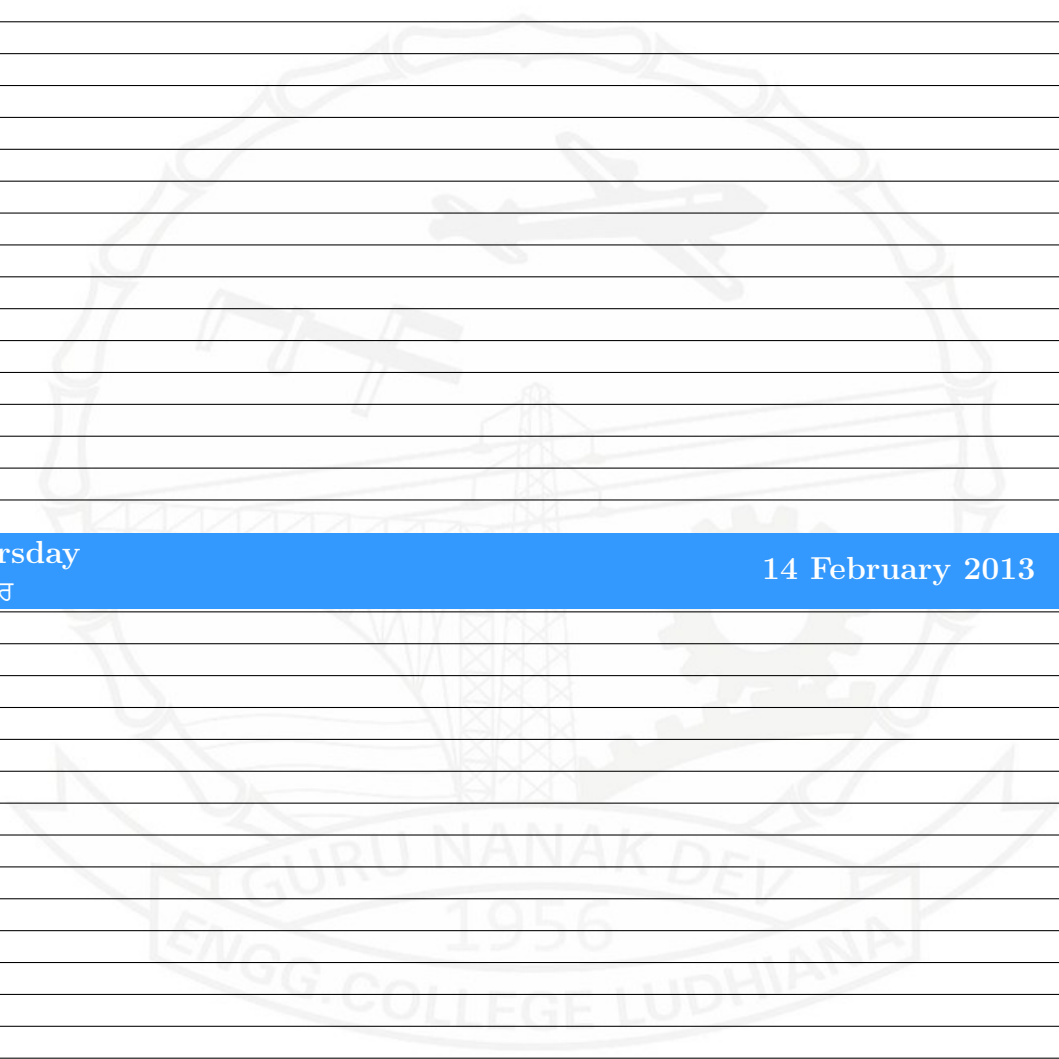 rsday
ਰ
14 February 2013
GURU NANAK DEV
1956
ENGG.COLLEGE LUDHIANA